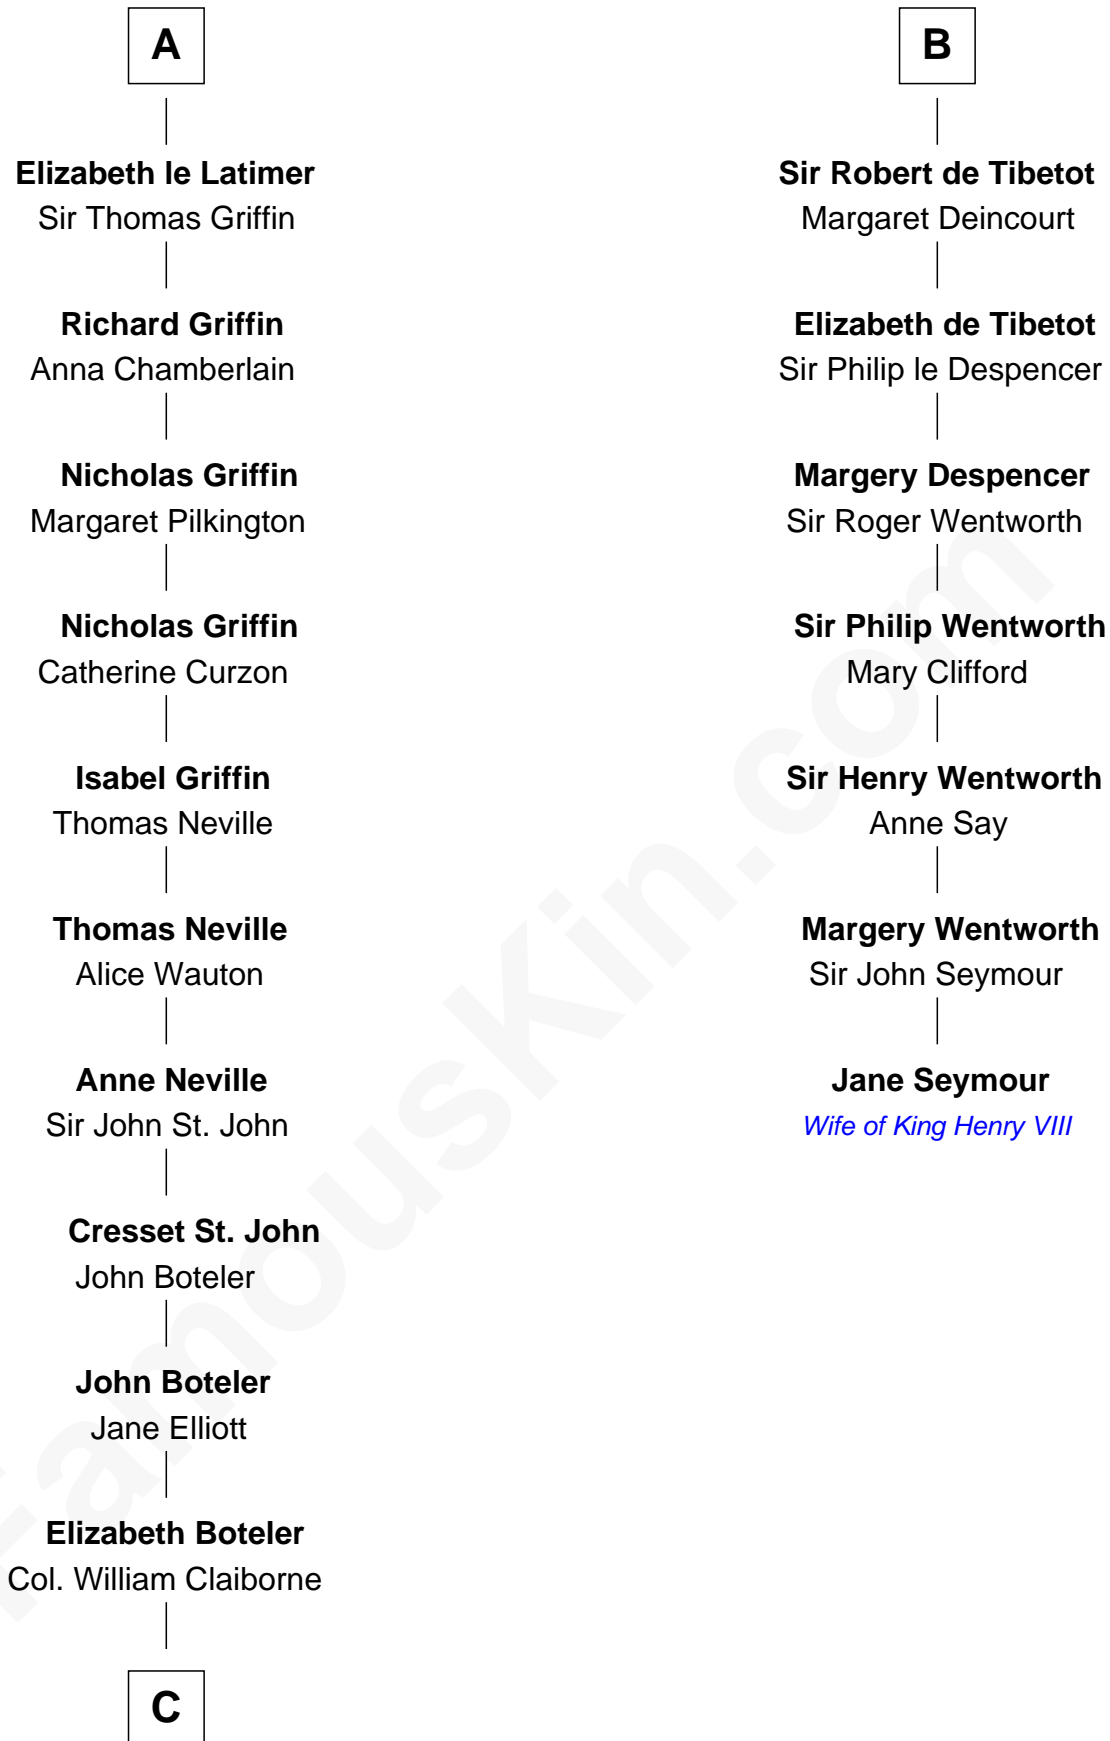 A
Elizabeth le Latimer
Sir Thomas Griffin
Richard Griffin
Anna Chamberlain
Nicholas Griffin
Margaret Pilkington
Nicholas Griffin
Catherine Curzon
Isabel Griffin
Thomas Neville
Thomas Neville
Alice Wauton
Anne Neville
Sir John St. John
Cresset St. John
John Boteler
John Boteler
Jane Elliott
Elizabeth Boteler
Col. William Claiborne
C
B
Sir Robert de Tibetot
Margaret Deincourt
Elizabeth de Tibetot
Sir Philip le Despencer
Margery Despencer
Sir Roger Wentworth
Sir Philip Wentworth
Mary Clifford
Sir Henry Wentworth
Anne Say
Margery Wentworth
Sir John Seymour
Jane Seymour
Wife of King Henry VIII
FamousKin.com